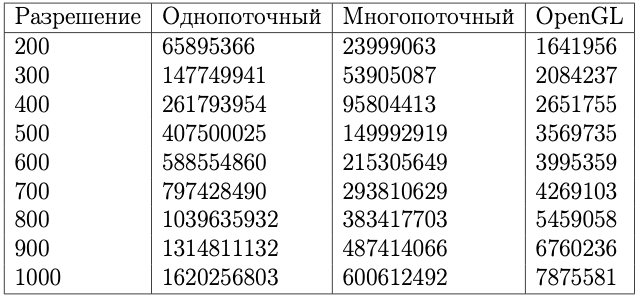 Разрешение Однопоточный Многопоточный OpenGL
200 65895366 23999063 1641956
300 147749941 53905087 2084237
400 261793954 95804413 2651755
500 407500025 149992919 3569735
600 588554860 215305649 3995359
700 797428490 293810629 4269103
800 1039635932 383417703 5459058
900 1314811132 487414066 6760236
1000 1620256803 600612492 7875581